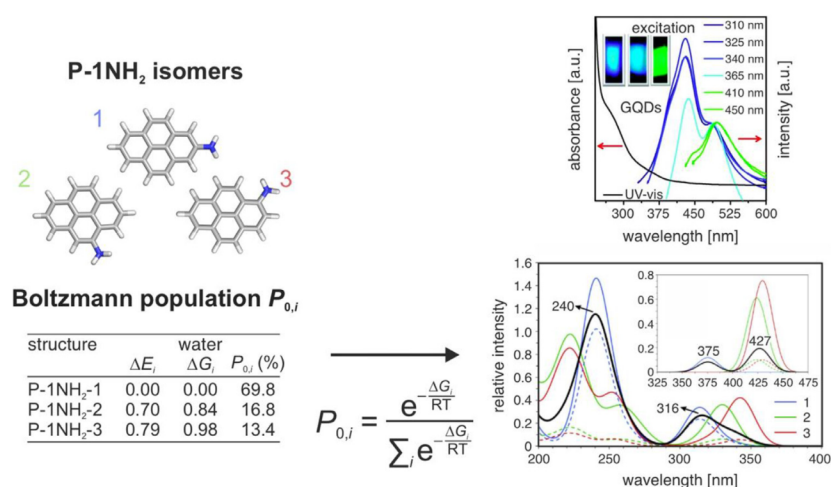 P-1NH₂ isomers
1
2
3
Boltzmann population P₀,ᵢ
structure water
ΔEᵢ ΔGᵢ P₀,ᵢ (%)
P-1NH₂-1 0.00 0.00 69.8
P-1NH₂-2 0.70 0.84 16.8
P-1NH₂-3 0.79 0.98 13.4
P₀,ᵢ = e^(-ΔGᵢ/RT) / ∑ᵢ e^(-ΔGᵢ/RT)
absorbance [a.u.]
excitation
GQDs
310 nm
325 nm
340 nm
365 nm
410 nm
450 nm
intensity [a.u.]
UV-vis
300 375 450 525 600
wavelength [nm]
relative intensity
1.6
1.4
1.2
1.0
0.8
0.6
0.4
0.2
0
240
316
0.8
0.6
0.4
0.2
0
375
427
325 350 375 400 425 450 475
1
2
3
200 250 300 350 400
wavelength [nm]